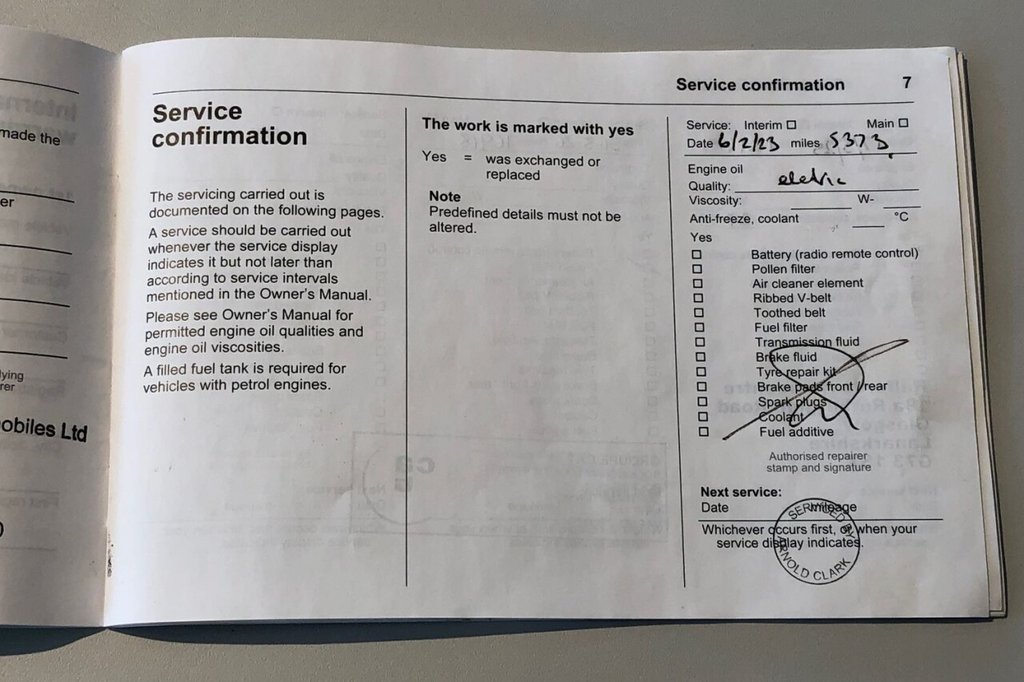 made the
er
lying
rer
obiles Ltd
Service confirmation 7
Service
confirmation
The servicing carried out is
documented on the following pages.
A service should be carried out
whenever the service display
indicates it but not later than
according to service intervals
mentioned in the Owner's Manual.
Please see Owner's Manual for
permitted engine oil qualities and
engine oil viscosities.
A filled fuel tank is required for
vehicles with petrol engines.
The work is marked with yes
Yes = was exchanged or
replaced
Note
Predefined details must not be
altered.
Service: Interim ☐ Main ☐
Date 6/2/23 miles 5373
Engine oil
Quality: eletric
Viscosity: W-
Anti-freeze, coolant °C
Yes
☐ Battery (radio remote control)
☐ Pollen filter
☐ Air cleaner element
☐ Ribbed V-belt
☐ Toothed belt
☐ Fuel filter
☐ Transmission fluid
☐ Brake fluid
☐ Tyre repair kit
☐ Brake pads front / rear
☐ Spark plugs
☐ Coolant
☐ Fuel additive
Authorised repairer
stamp and signature
Next service:
Date mileage
Whichever occurs first, or when your
service display indicates.
SERVICED BY
ARNOLD CLARK